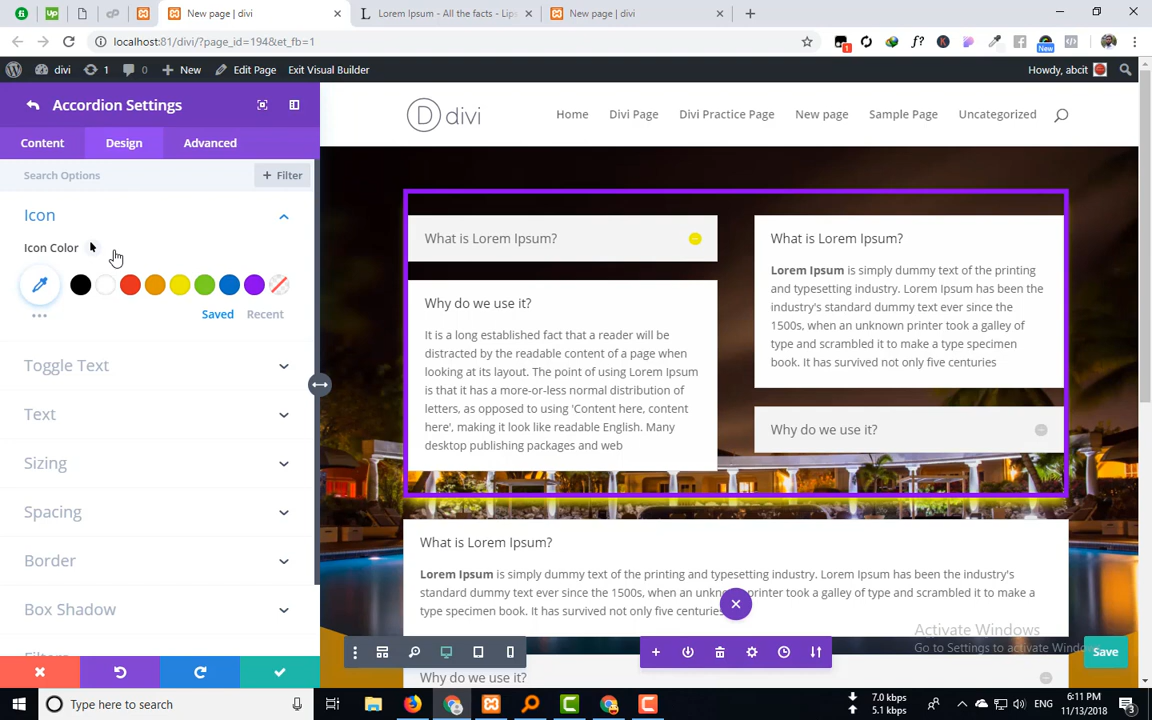 fi
Up
New page | divi
Lorem Ipsum - All the facts - Lips
New page | divi
localhost:81/divi/?page_id=194&et_fb=1
1
f?
K
New
divi
1
0
New
Edit Page
Exit Visual Builder
Howdy, abcit
Accordion Settings
Content
Design
Advanced
Search Options
+ Filter
Icon
Icon Color
Saved
Recent
Toggle Text
Text
Sizing
Spacing
Border
Box Shadow
D divi
Home
Divi Page
Divi Practice Page
New page
Sample Page
Uncategorized
What is Lorem Ipsum?
Why do we use it?
It is a long established fact that a reader will be
distracted by the readable content of a page when
looking at its layout. The point of using Lorem Ipsum
is that it has a more-or-less normal distribution of
letters, as opposed to using 'Content here, content
here', making it look like readable English. Many
desktop publishing packages and web
What is Lorem Ipsum?
Lorem Ipsum is simply dummy text of the printing
and typesetting industry. Lorem Ipsum has been the
industry's standard dummy text ever since the
1500s, when an unknown printer took a galley of
type and scrambled it to make a type specimen
book. It has survived not only five centuries
Why do we use it?
What is Lorem Ipsum?
Lorem Ipsum is simply dummy text of the printing and typesetting industry. Lorem Ipsum has been the industry's
standard dummy text ever since the 1500s, when an printer took a galley of type and scrambled it to make a
type specimen book. It has survived not only five centuries
Why do we use it?
Activate Windows
Go to Settings to activate
Save
Type here to search
7.0 kbps
5.1 kbps
ENG
6:11 PM
11/13/2018
3